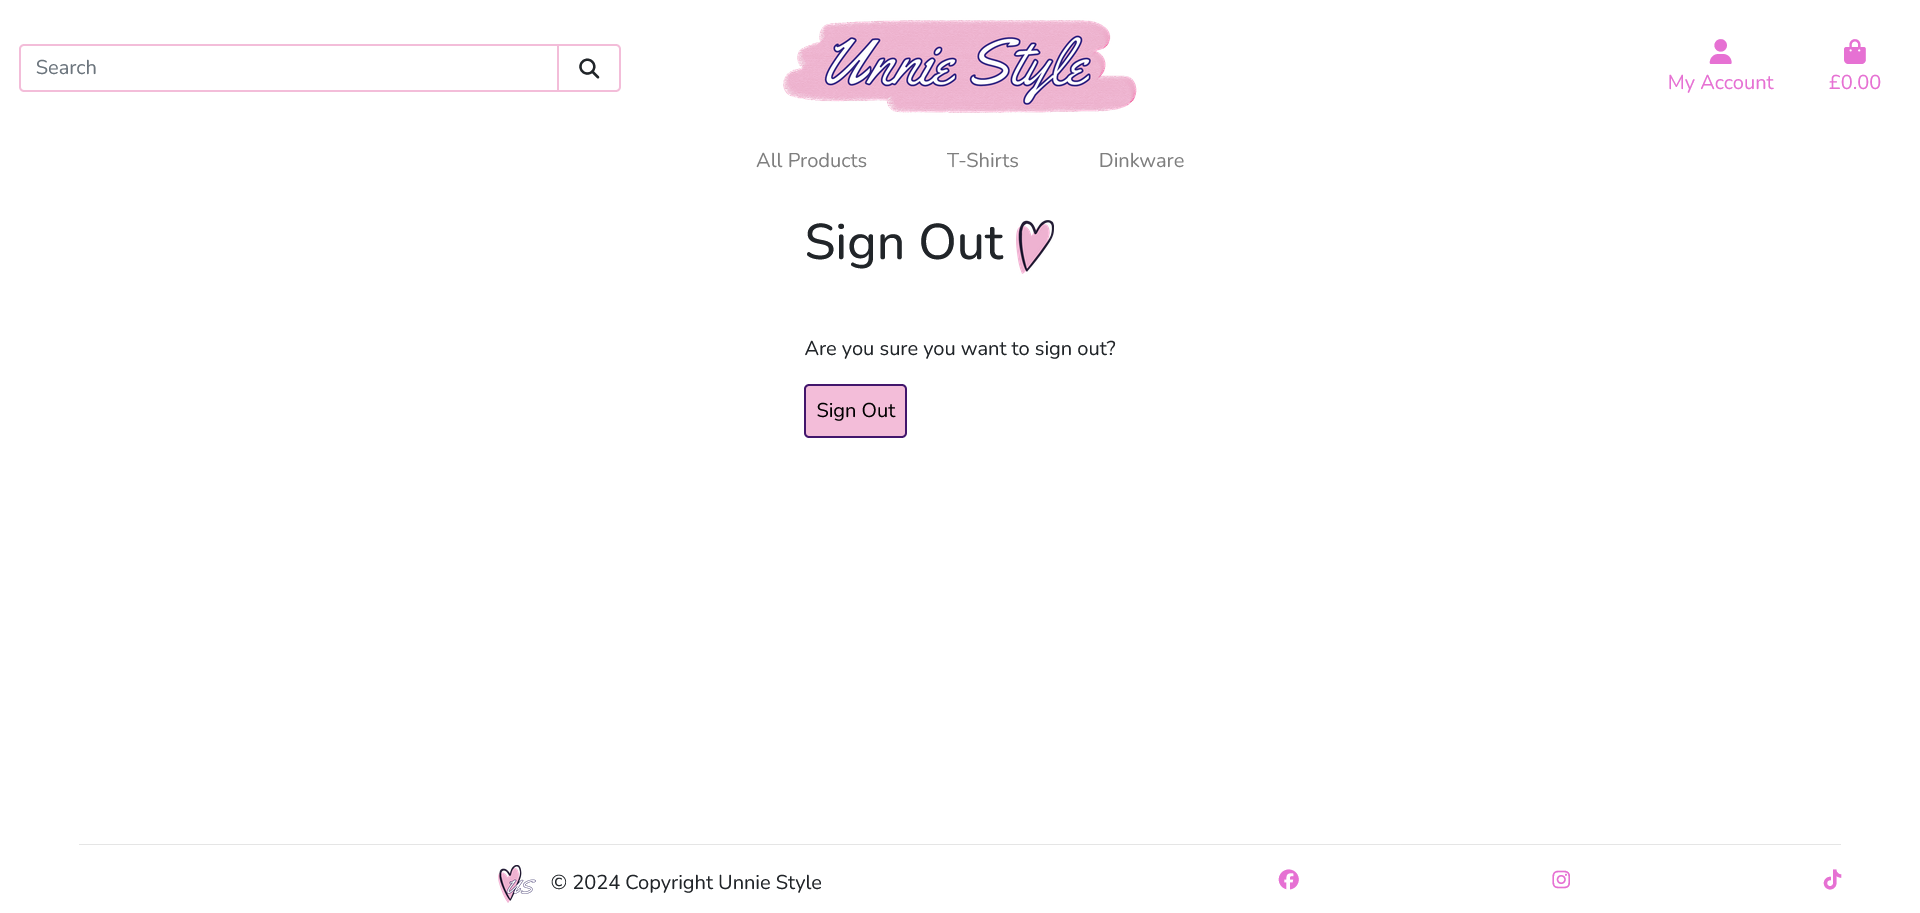 Search
Unnie Style
My Account
£0.00
All Products
T-Shirts
Dinkware
Sign Out
Are you sure you want to sign out?
Sign Out
us
© 2024 Copyright Unnie Style